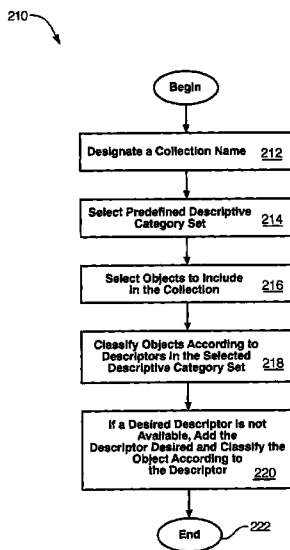 210
Begin
Designate a Collection Name 212
Select Predefined Descriptive
Category Set 214
Select Objects to Include
in the Collection 216
Classify Objects According to
Descriptors in the Selected
Descriptive Category Set 218
If a Desired Descriptor is not
Available, Add the
Descriptor Desired and Classify the
Object According to
the Descriptor 220
End 222